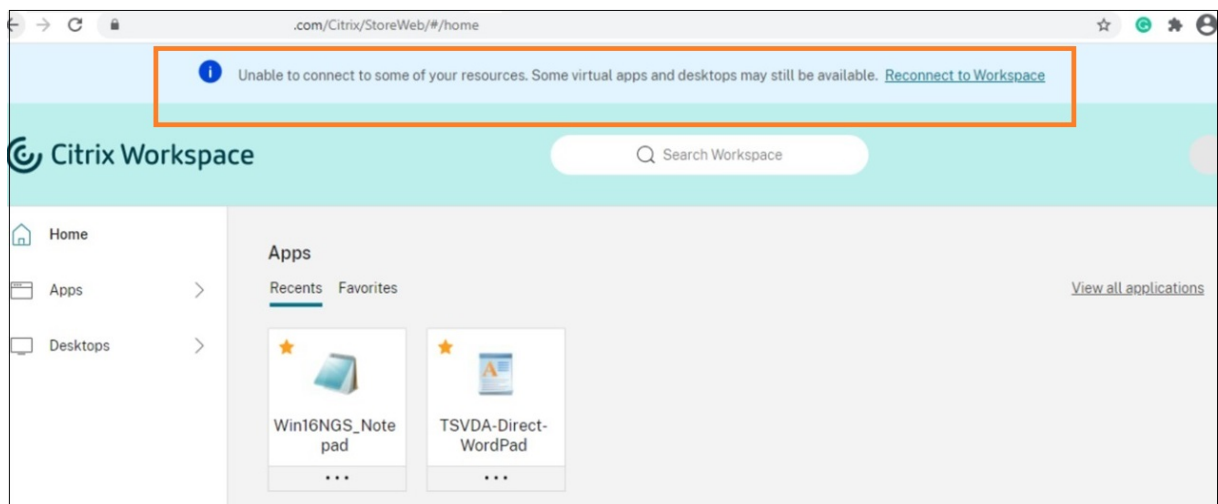 .com/Citrix/StoreWeb/#/home
Unable to connect to some of your resources. Some virtual apps and desktops may still be available. Reconnect to Workspace
Citrix Workspace
Search Workspace
Home
Apps
Desktops
Apps
Recents Favorites
View all applications
Win16NGS_Note
pad
TSVDA-Direct-
WordPad